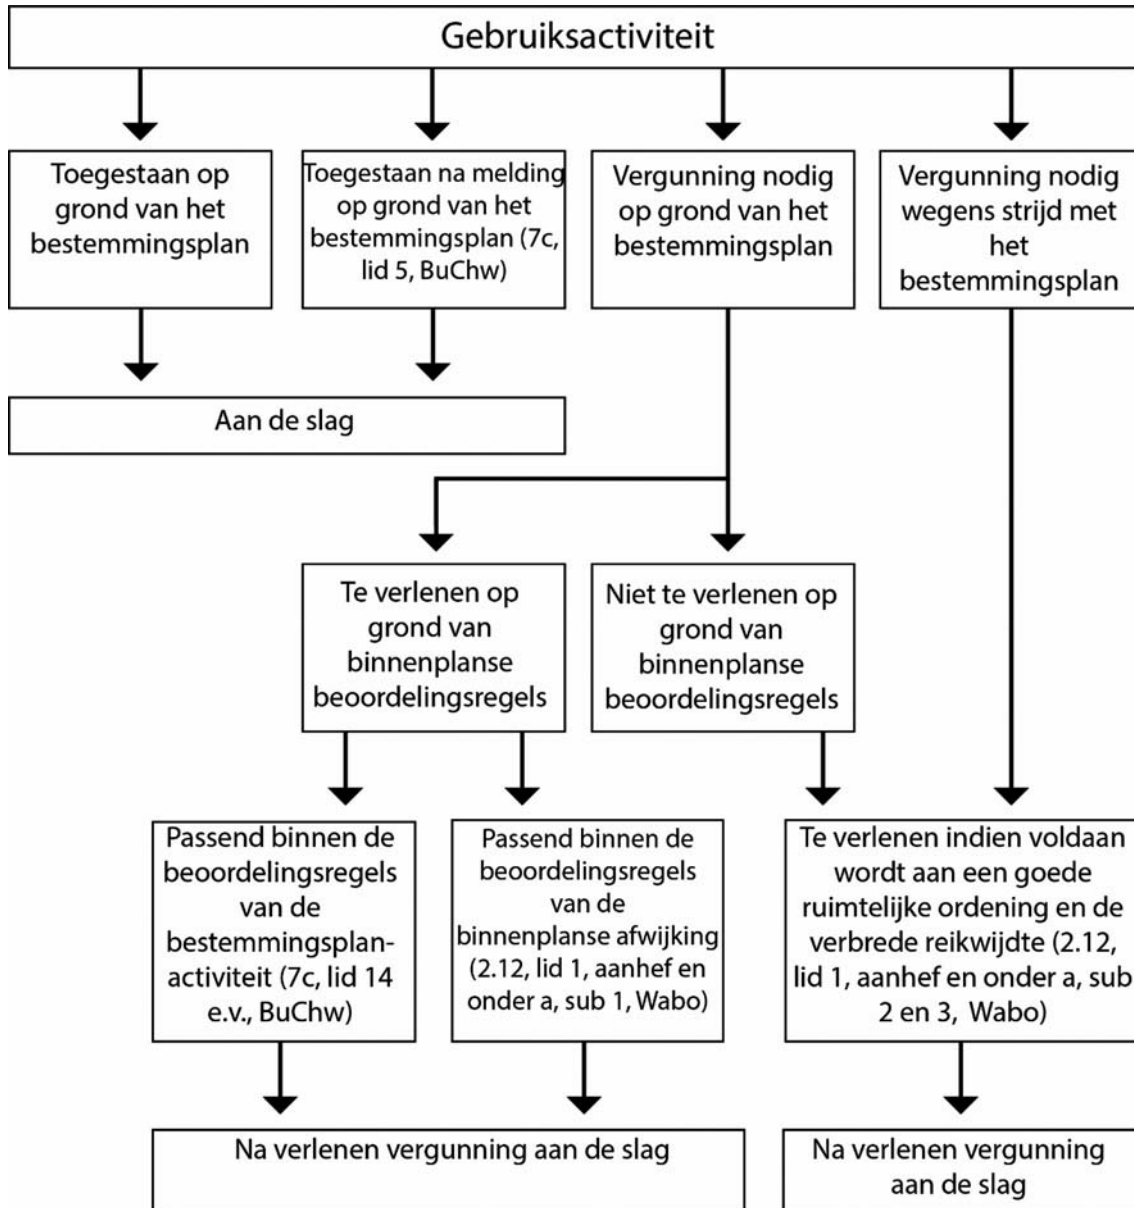 Gebruiksactiviteit
Toegestaan op
grond van het
bestemmingsplan
Toegestaan na melding
op grond van het
bestemmingsplan (7c,
lid 5, BuChw)
Vergunning nodig
op grond van het
bestemmingsplan
Vergunning nodig
wegens strijd met
het
bestemmingsplan
Aan de slag
Te verlenen op
grond van
binnenplanse
beoordelingsregels
Niet te verlenen op
grond van
binnenplanse
beoordelingsregels
Passend binnen de
beoordelingsregels
van de
bestemmingsplan-
activiteit (7c, lid 14
e.v., BuChw)
Passend binnen de
beoordelingsregels
van de
binnenplanse afwijking
(2.12, lid 1, aanhef en
onder a, sub 1, Wabo)
Te verlenen indien voldaan
wordt aan een goede
ruimtelijke ordening en de
verbrede reikwijdte (2.12,
lid 1, aanhef en onder a, sub
2 en 3, Wabo)
Na verlenen vergunning aan de slag
Na verlenen vergunning
aan de slag